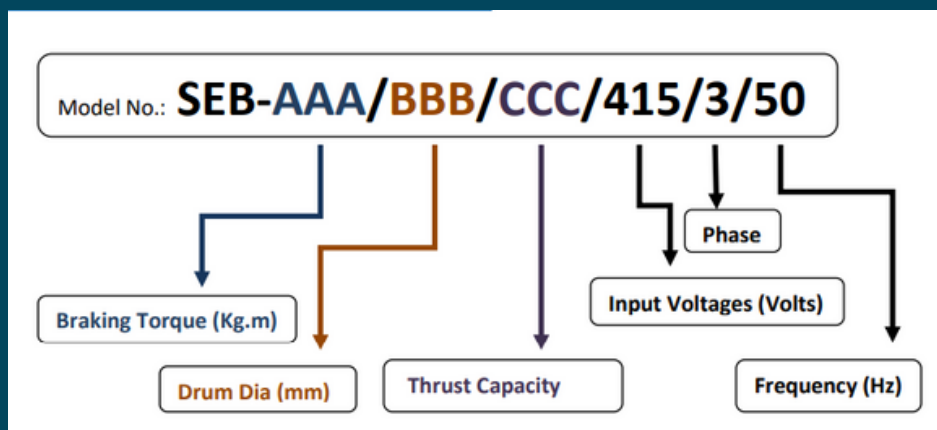 Model No.: SEB-AAA/BBB/CCC/415/3/50
Phase
Input Voltages (Volts)
Braking Torque (Kg.m)
Drum Dia (mm)
Thrust Capacity
Frequency (Hz)